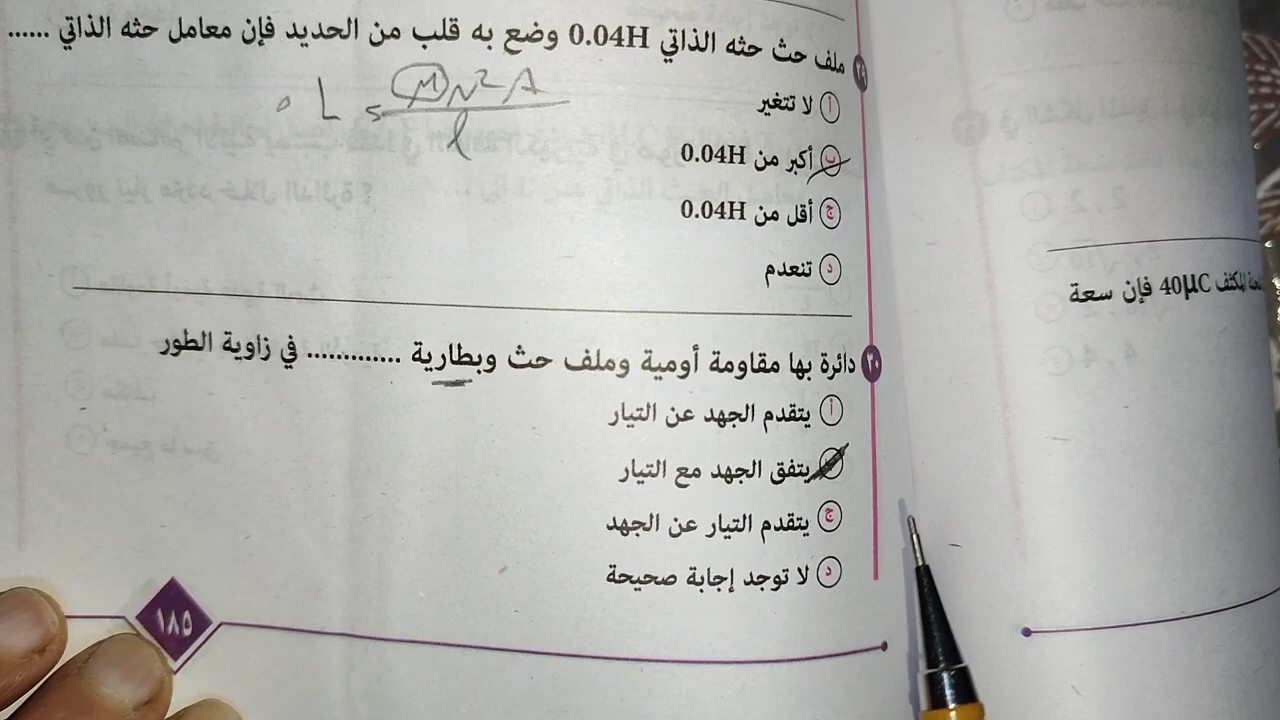 ٢٩ ملف حث حثه الذاتي 0.04H وضع به قلب من الحديد فإن معامل حثه الذاتي ......
L = μN²A / l
أ لا تتغير
ب أكبر من 0.04H
ج أقل من 0.04H
د تنعدم
٣٠ دائرة بها مقاومة أومية وملف حث وبطارية ............. في زاوية الطور
أ يتقدم الجهد عن التيار
يتفق الجهد مع التيار
ج يتقدم التيار عن الجهد
د لا توجد إجابة صحيحة
١٨٥
المكثف 40μC فإن سعة